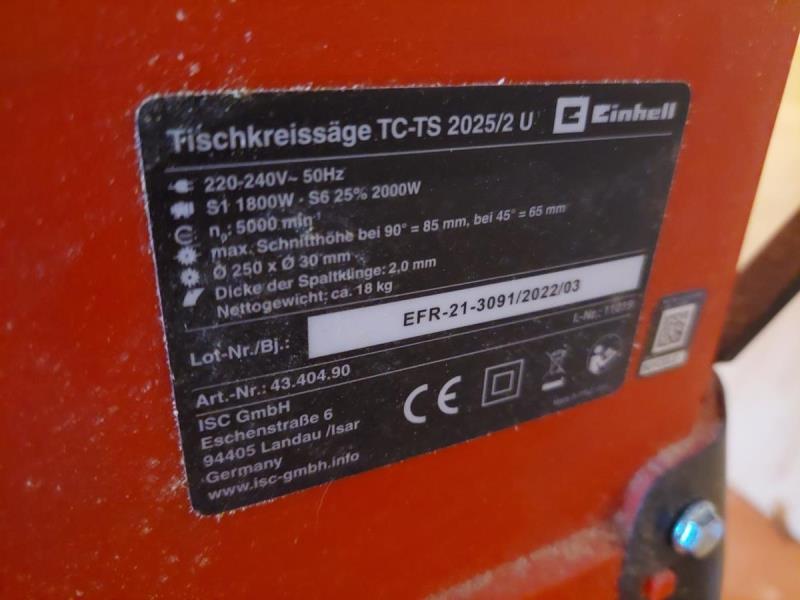 Tischkreissäge TC-TS 2025/2 U Einhell
220-240V~ 50Hz
S1 1800W - S6 25% 2000W
n₀: 5000 min⁻¹
max. Schnitthöhe bei 90° = 85 mm, bei 45° = 65 mm
Ø 250 x Ø 30 mm
Dicke der Spaltklinge: 2,0 mm
Nettogewicht: ca. 18 kg
Lot-Nr./Bj.: EFR-21-3091/2022/03
L-Nr.:
Art.-Nr.: 43.404.90
ISC GmbH
Eschenstraße 6
94405 Landau /Isar
Germany
www.isc-gmbh.info
CE